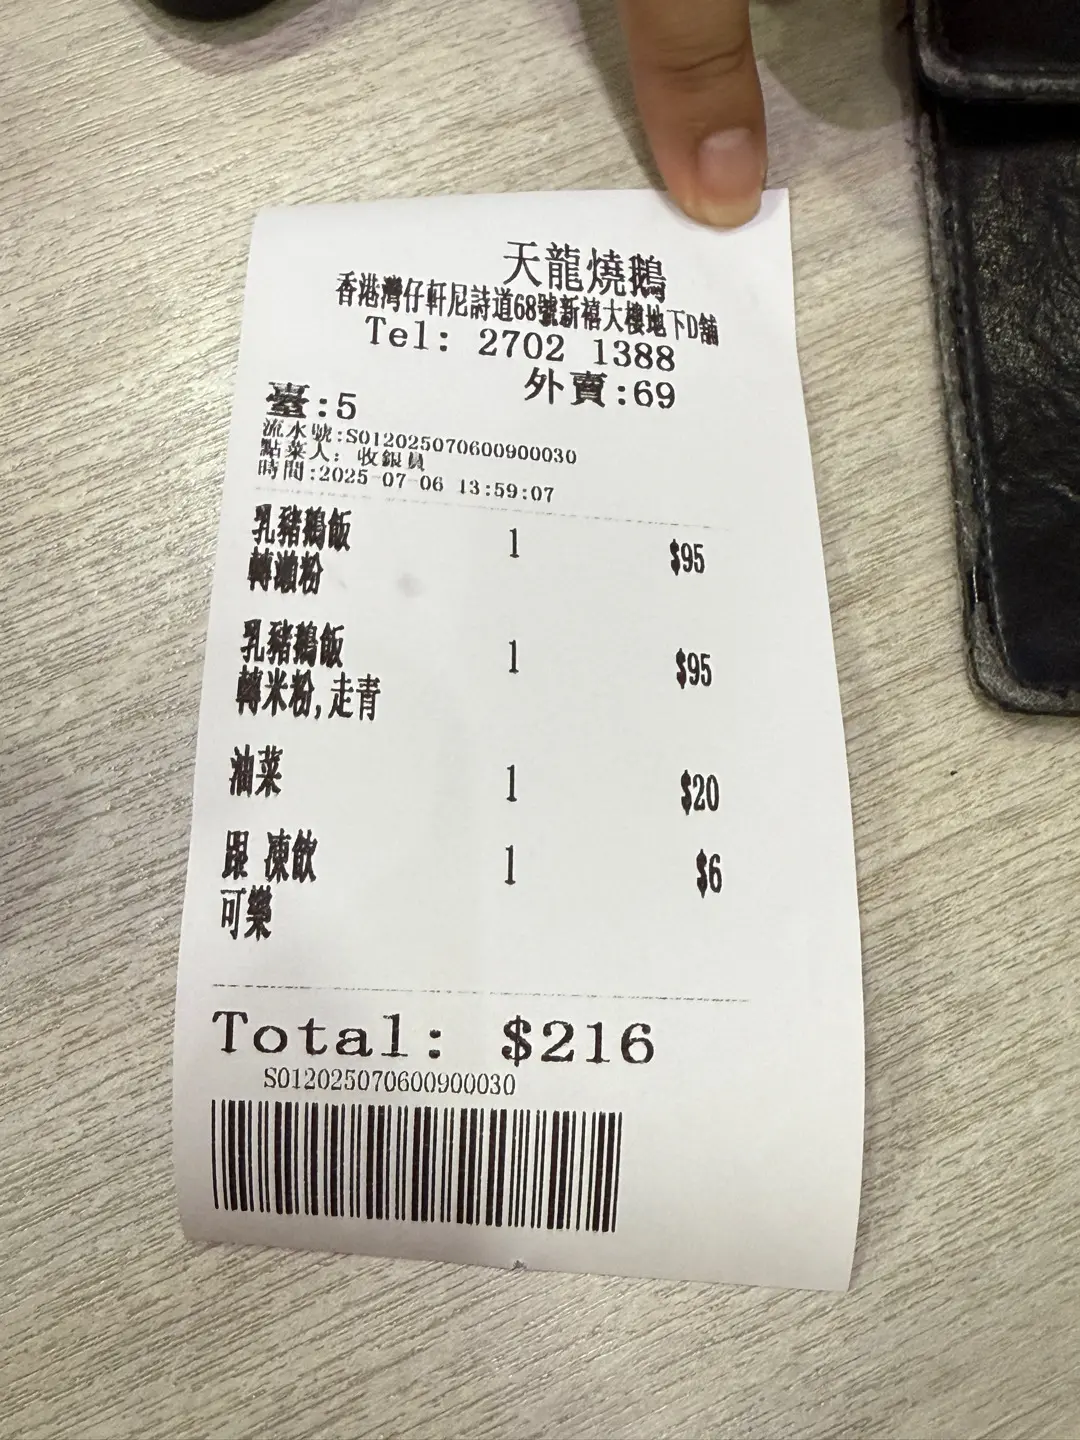 天龍燒鵝
香港灣仔軒尼詩道68號新禧大樓地下D舖
Tel: 2702 1388
外賣:69
臺:5
流水號:S012025070600900030
點菜人: 收銀員
時間:2025-07-06 13:59:07
乳豬鵝飯 1 $95
轉瀨粉
乳豬鵝飯 1 $95
轉米粉,走青
油菜 1 $20
跟 凍飲 1 $6
可樂
Total: $216
S012025070600900030